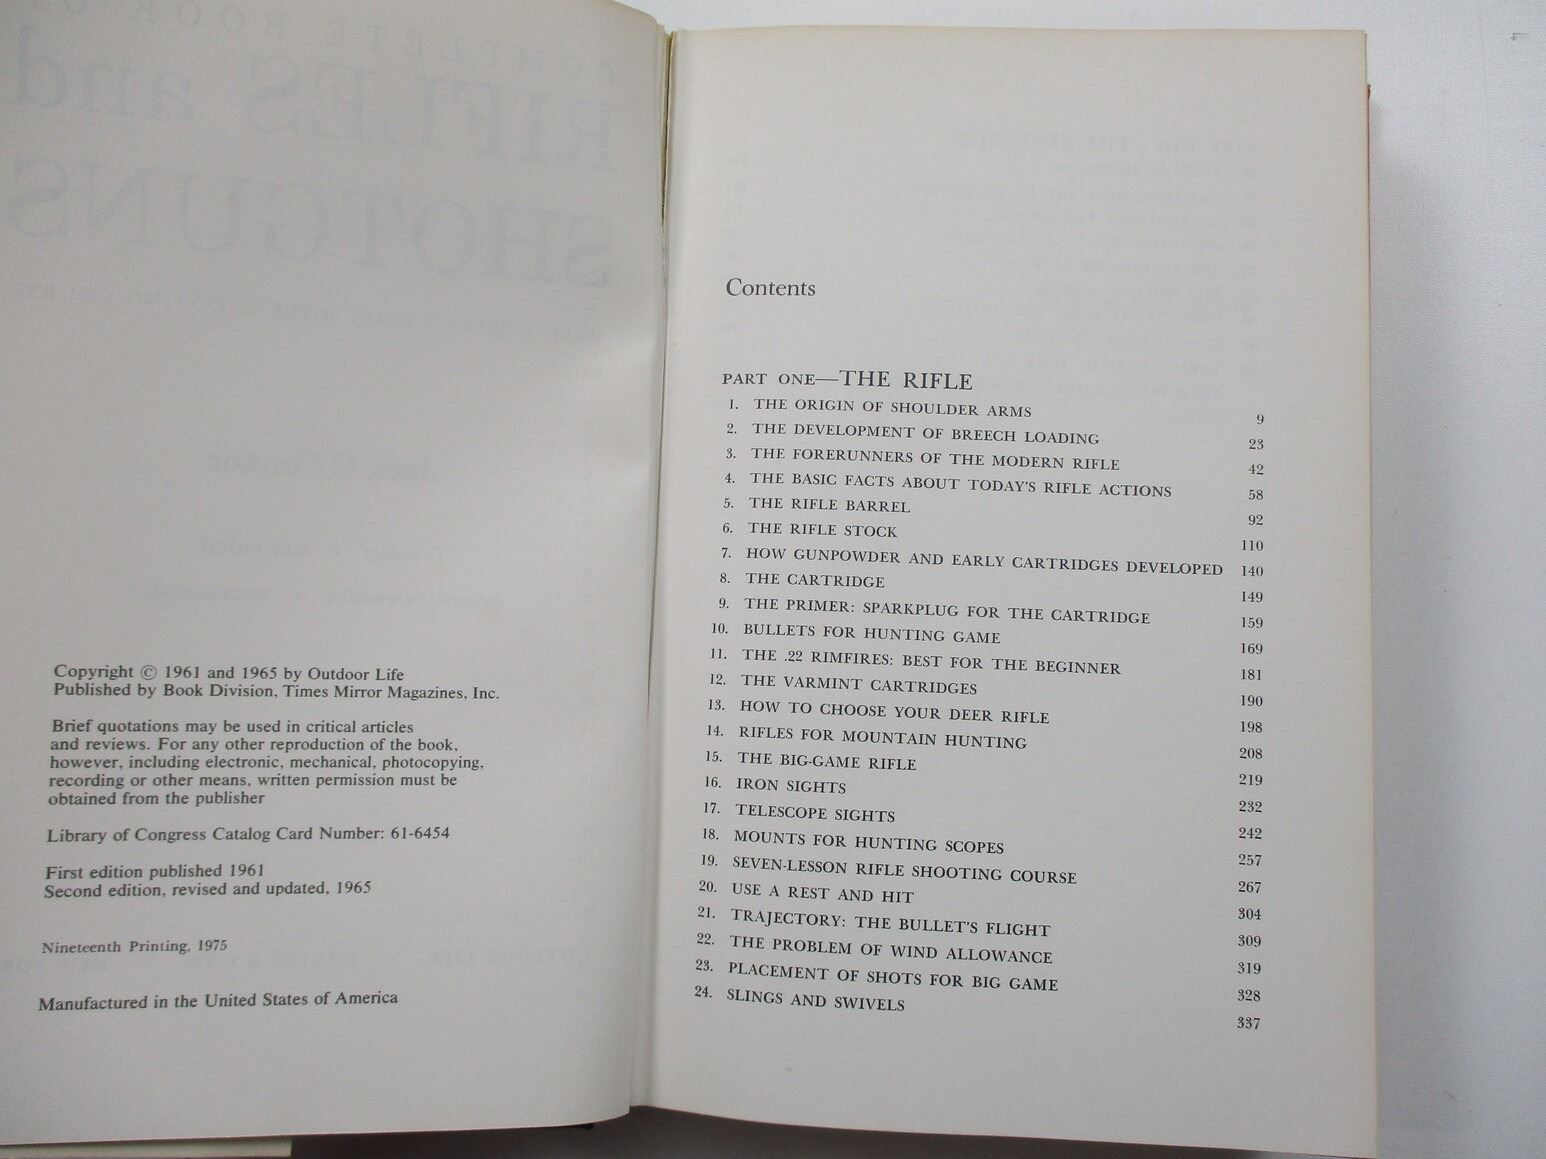 Copyright © 1961 and 1965 by Outdoor Life
Published by Book Division, Times Mirror Magazines, Inc.
Brief quotations may be used in critical articles
and reviews. For any other reproduction of the book,
however, including electronic, mechanical, photocopying,
recording or other means, written permission must be
obtained from the publisher
Library of Congress Catalog Card Number: 61-6454
First edition published 1961
Second edition, revised and updated, 1965
Nineteenth Printing, 1975
Manufactured in the United States of America
Contents
PART ONE—THE RIFLE
1. THE ORIGIN OF SHOULDER ARMS 9
2. THE DEVELOPMENT OF BREECH LOADING 23
3. THE FORERUNNERS OF THE MODERN RIFLE 42
4. THE BASIC FACTS ABOUT TODAY'S RIFLE ACTIONS 58
5. THE RIFLE BARREL 92
6. THE RIFLE STOCK 110
7. HOW GUNPOWDER AND EARLY CARTRIDGES DEVELOPED 140
8. THE CARTRIDGE 149
9. THE PRIMER: SPARKPLUG FOR THE CARTRIDGE 159
10. BULLETS FOR HUNTING GAME 169
11. THE .22 RIMFIRES: BEST FOR THE BEGINNER 181
12. THE VARMINT CARTRIDGES 190
13. HOW TO CHOOSE YOUR DEER RIFLE 198
14. RIFLES FOR MOUNTAIN HUNTING 208
15. THE BIG-GAME RIFLE 219
16. IRON SIGHTS 232
17. TELESCOPE SIGHTS 242
18. MOUNTS FOR HUNTING SCOPES 257
19. SEVEN-LESSON RIFLE SHOOTING COURSE 267
20. USE A REST AND HIT 304
21. TRAJECTORY: THE BULLET'S FLIGHT 309
22. THE PROBLEM OF WIND ALLOWANCE 319
23. PLACEMENT OF SHOTS FOR BIG GAME 328
24. SLINGS AND SWIVELS 337